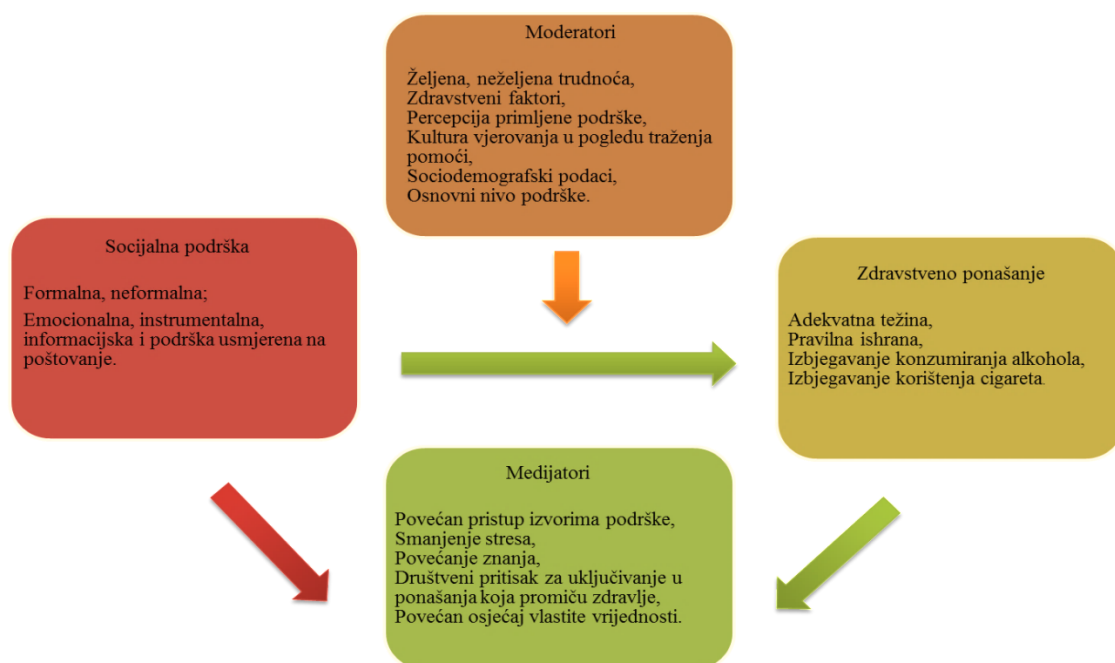 Moderatori
Željena, neželjena trudnoća,
Zdravstveni faktori,
Percepcija primljene podrške,
Kultura vjerovanja u pogledu traženja
pomoći,
Sociodemografski podaci,
Osnovni nivo podrške.
Socijalna podrška
Formalna, neformalna;
Emocionalna, instrumentalna,
informacijska i podrška usmjerena na
poštovanje.
Zdravstveno ponašanje
Adekvatna težina,
Pravilna ishrana,
Izbjegavanje konzumiranja alkohola,
Izbjegavanje korištenja cigareta.
Medijatori
Povećan pristup izvorima podrške,
Smanjenje stresa,
Povećanje znanja,
Društveni pritisak za uključivanje u
ponašanja koja promiču zdravlje,
Povećan osjećaj vlastite vrijednosti.